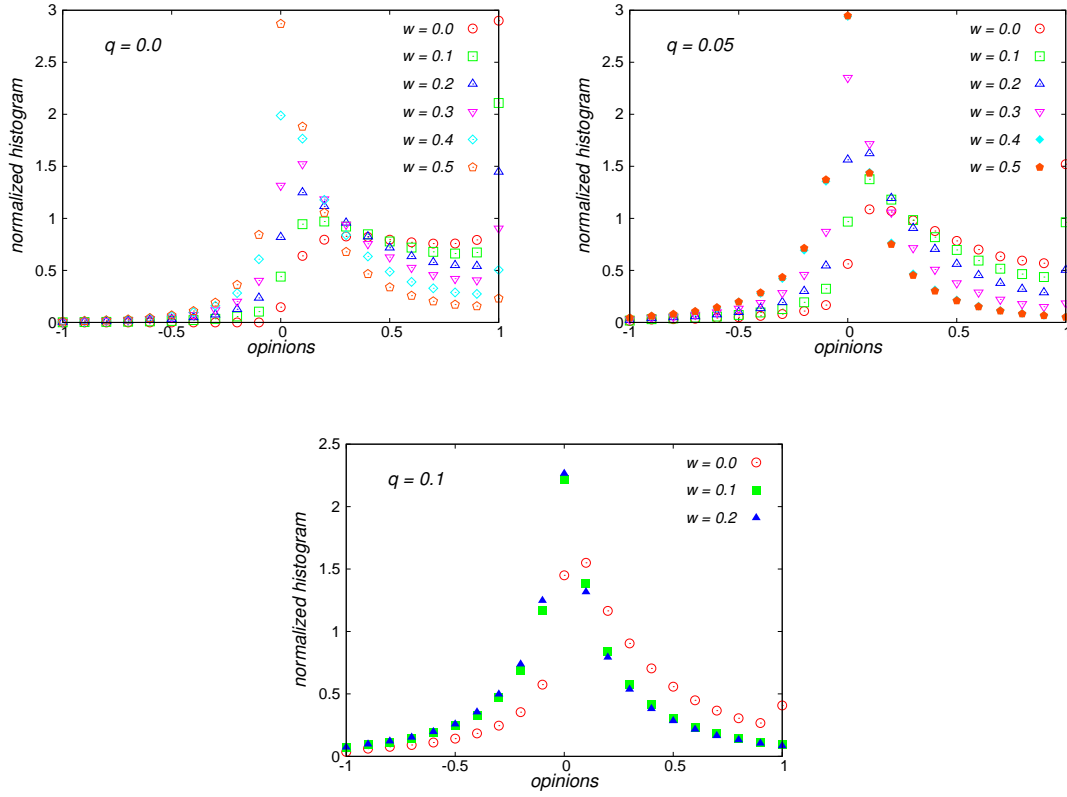 q = 0.0
w = 0.0
w = 0.1
w = 0.2
w = 0.3
w = 0.4
w = 0.5
normalized histogram
0
0.5
1
1.5
2
2.5
3
-1
-0.5
0
0.5
1
opinions
q = 0.05
w = 0.0
w = 0.1
w = 0.2
w = 0.3
w = 0.4
w = 0.5
normalized histogram
0
0.5
1
1.5
2
2.5
3
-1
-0.5
0
0.5
1
opinions
q = 0.1
w = 0.0
w = 0.1
w = 0.2
normalized histogram
0
0.5
1
1.5
2
2.5
-1
-0.5
0
0.5
1
opinions